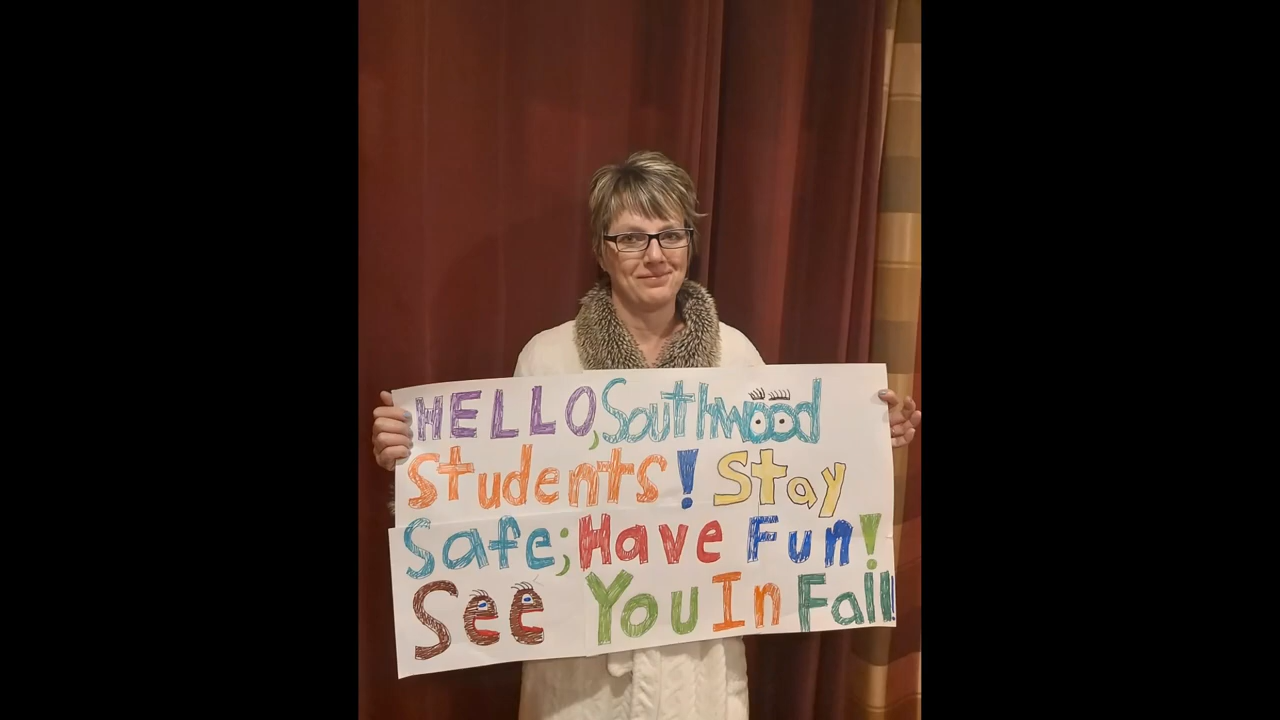 HELLO, Southwood
Students! Stay
Safe; Have Fun!
See You In Fall!